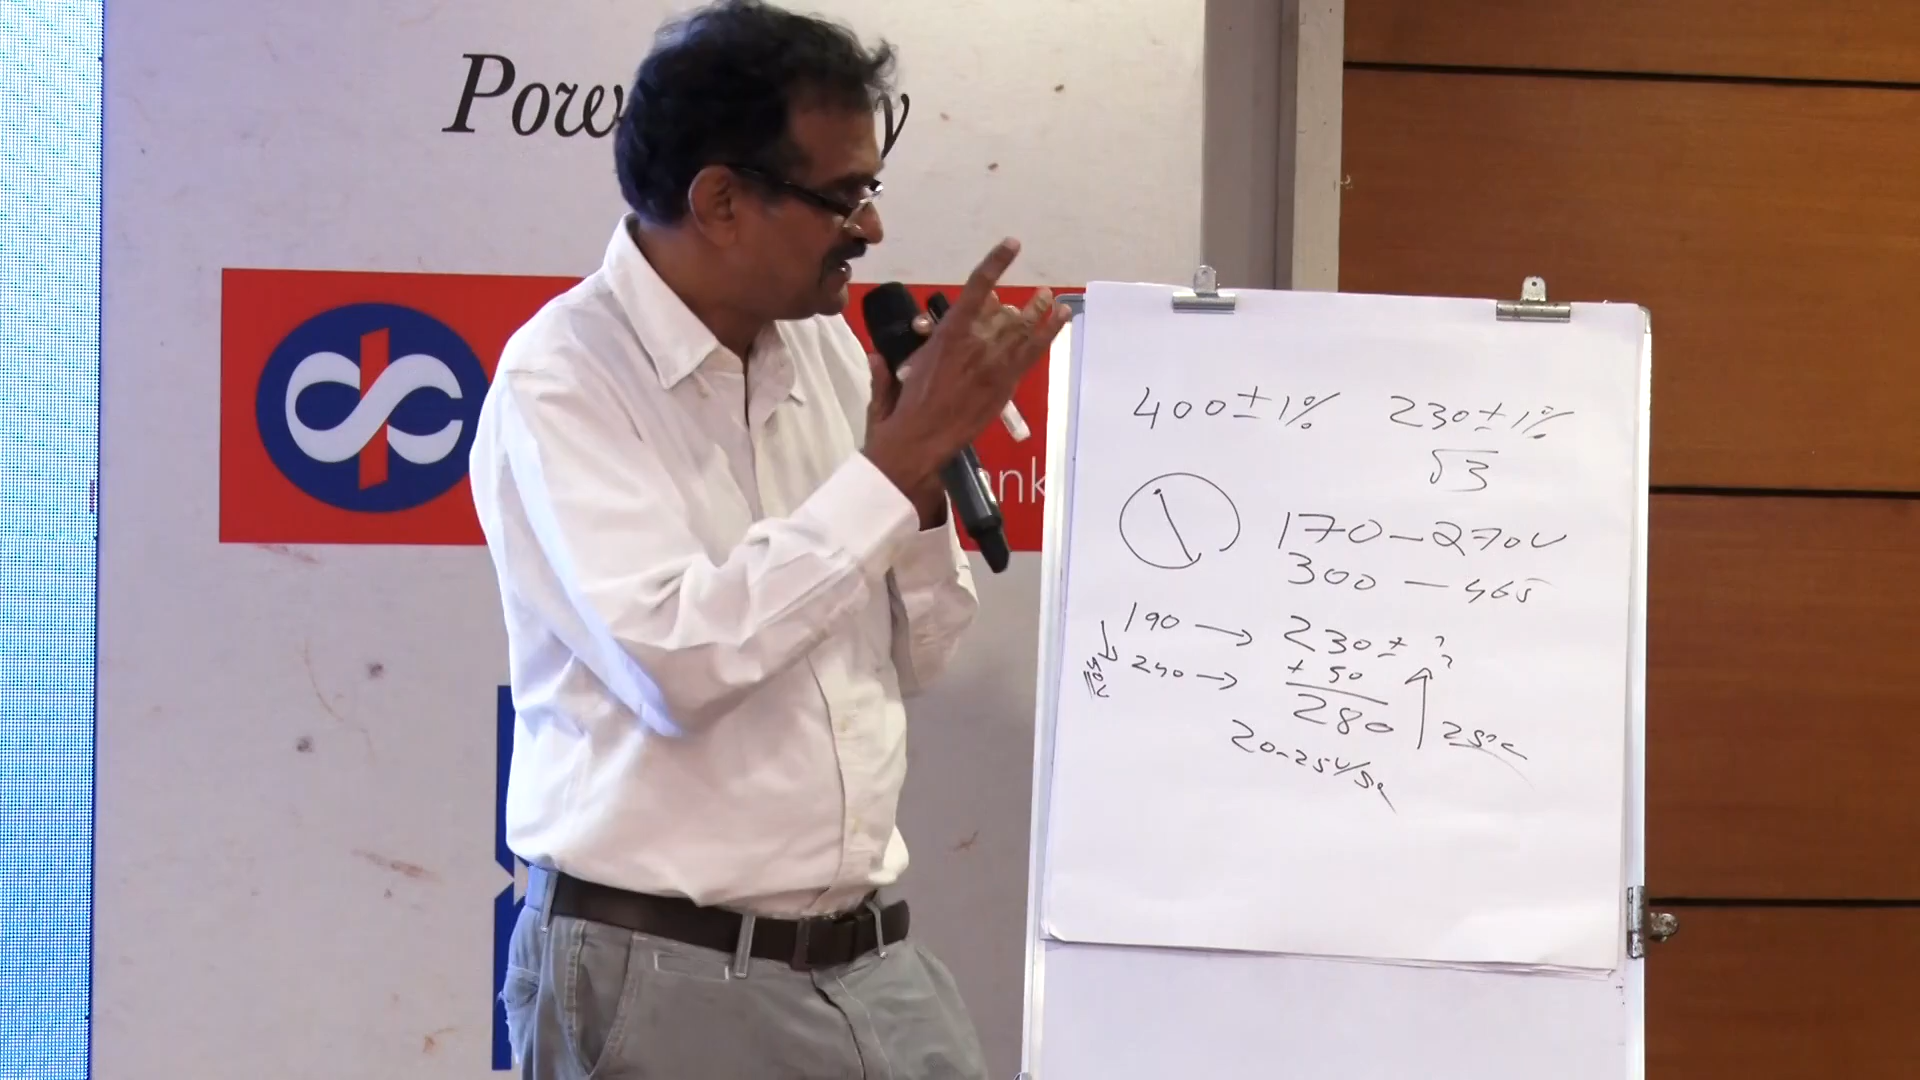 Pow y
ank
400 ± 1% 230 ± 1%
√3
170 - 270V
300 - 465
190 → 230 ± ??
240 → + 50
280
20-25V/Sec
2sec